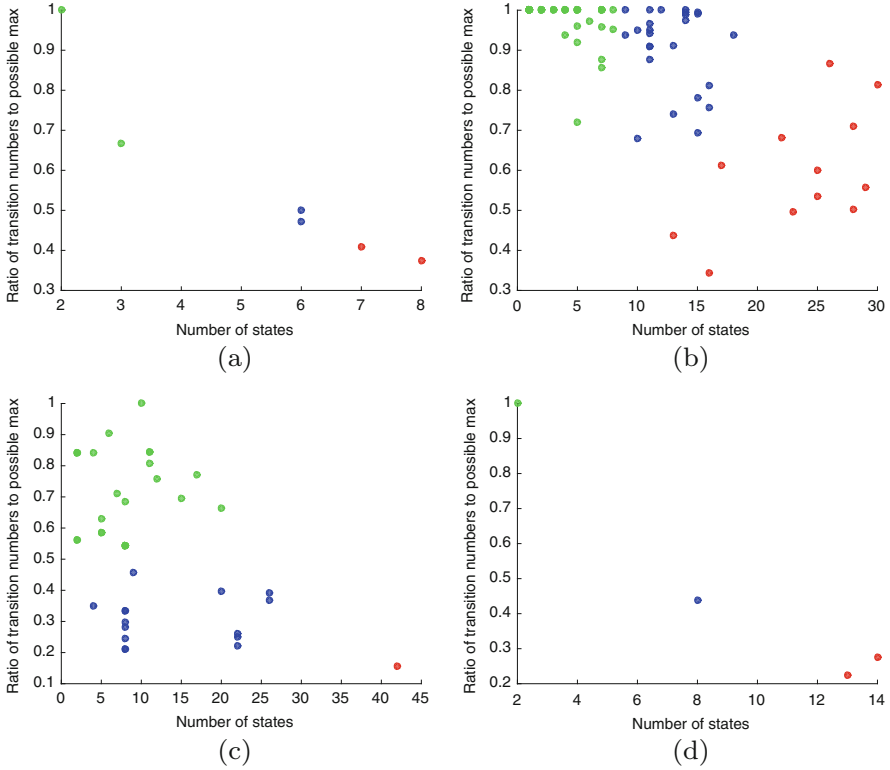 Ratio of transition numbers to possible max
1
0.9
0.8
0.7
0.6
0.5
0.4
0.3
2 3 4 5 6 7 8
Number of states
(a)
Ratio of transition numbers to possible max
1
0.9
0.8
0.7
0.6
0.5
0.4
0.3
0 5 10 15 20 25 30
Number of states
(b)
Ratio of transition numbers to possible max
1
0.9
0.8
0.7
0.6
0.5
0.4
0.3
0.2
0.1
0 5 10 15 20 25 30 35 40 45
Number of states
(c)
Ratio of transition numbers to possible max
1
0.9
0.8
0.7
0.6
0.5
0.4
0.3
0.2
2 4 6 8 10 12 14
Number of states
(d)